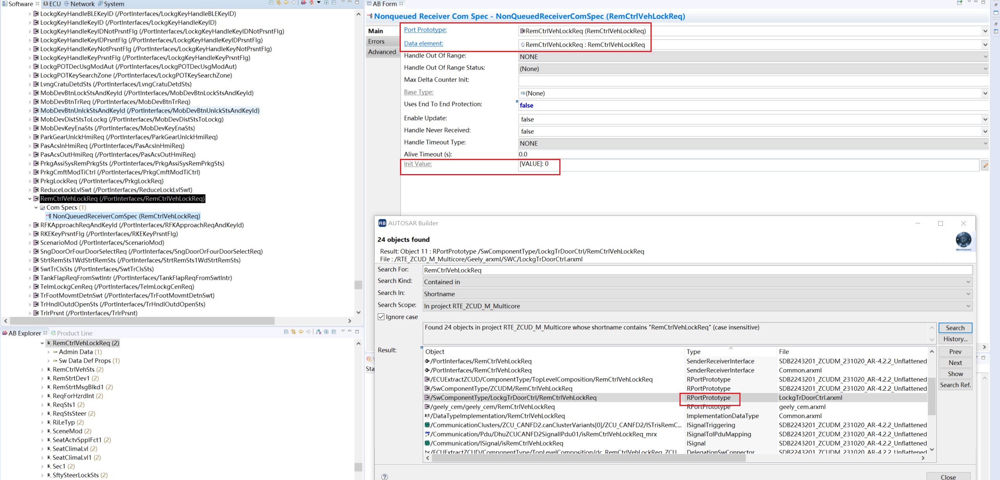 Software
ECU
Network
System
LockgKeyHandleBLEKeyID (/PortInterfaces/LockgKeyHandleBLEKeyID)
LockgKeyHandleKeyID (/PortInterfaces/LockgKeyHandleKeyID)
LockgKeyHandleKeyIDNotPrsntFlg (/PortInterfaces/LockgKeyHandleKeyIDNotPrsntFlg)
LockgKeyHandleKeyIDPrsntFlg (/PortInterfaces/LockgKeyHandleKeyIDPrsntFlg)
LockgKeyHandleKeyNotPrsntFlg (/PortInterfaces/LockgKeyHandleKeyNotPrsntFlg)
LockgKeyHandleKeyPrsntFlg (/PortInterfaces/LockgKeyHandleKeyPrsntFlg)
LockgPOTDecUsgModAut (/PortInterfaces/LockgPOTDecUsgModAut)
LockgPOTKeySearchZone (/PortInterfaces/LockgPOTKeySearchZone)
LvngCratuDetdSts (/PortInterfaces/LvngCratuDetdSts)
MobDevBtnLockStsAndKeyId (/PortInterfaces/MobDevBtnLockStsAndKeyId)
MobDevBtnTrReq (/PortInterfaces/MobDevBtnTrReq)
MobDevBtnUnlckStsAndKeyId (/PortInterfaces/MobDevBtnUnlckStsAndKeyId)
MobDevDistStsToLockg (/PortInterfaces/MobDevDistStsToLockg)
MobDevKeyEnaSts (/PortInterfaces/MobDevKeyEnaSts)
ParkGearUnlckHmiReq (/PortInterfaces/ParkGearUnlckHmiReq)
PasAcsInHmiReq (/PortInterfaces/PasAcsInHmiReq)
PasAcsOutHmiReq (/PortInterfaces/PasAcsOutHmiReq)
PrkgAssiSysRemPrkgSts (/PortInterfaces/PrkgAssiSysRemPrkgSts)
PrkgCmftModTiCtrl (/PortInterfaces/PrkgCmftModTiCtrl)
PrkgLockReq (/PortInterfaces/PrkgLockReq)
ReduceLockLvlSwt (/PortInterfaces/ReduceLockLvlSwt)
RemCtrlVehLockReq (/PortInterfaces/RemCtrlVehLockReq)
Com Specs (1)
NonQueuedReceiverComSpec (RemCtrlVehLockReq)
RFKApproachReqAndKeyId (/PortInterfaces/RFKApproachReqAndKeyId)
RKEKeyPrsntFlg (/PortInterfaces/RKEKeyPrsntFlg)
ScenarioMod (/PortInterfaces/ScenarioMod)
SngDoorOrFourDoorSelectReq (/PortInterfaces/SngDoorOrFourDoorSelectReq)
StrtRemSts1WdStrtRemSts (/PortInterfaces/StrtRemSts1WdStrtRemSts)
SwtTrClsSts (/PortInterfaces/SwtTrClsSts)
TankFlapReqFromSwtIntr (/PortInterfaces/TankFlapReqFromSwtIntr)
TelmLockgCenReq (/PortInterfaces/TelmLockgCenReq)
TrFootMovmtDetnSwt (/PortInterfaces/TrFootMovmtDetnSwt)
TrHndlOutdOpenSts (/PortInterfaces/TrHndlOutdOpenSts)
TrlrPrsnt (/PortInterfaces/TrlrPrsnt)
AB Explorer
Product Line
RemCtrlVehLockReq (2)
Admin Data (1)
Sw Data Def Props (1)
RemCtrlVehSts (2)
RemStrtDev1 (2)
RemStrtMsgBlkd1 (2)
ReqForHzrdInt (2)
ReqSts1 (2)
ReqStsSteer (2)
RiLeTyp (2)
SceneMod (2)
SeatActvSpplFct1 (2)
SeatClimaLvl (2)
SeatClimaLvl1 (2)
Sec1 (2)
SftySteerLockSts (2)
AB Form
Nonqueued Receiver Com Spec - NonQueuedReceiverComSpec (RemCtrlVehLockReq)
Main
Errors
Advanced
Port Prototype: RemCtrlVehLockReq (RemCtrlVehLockReq)
Data element: RemCtrlVehLockReq : RemCtrlVehLockReq
Handle Out Of Range: NONE
Handle Out Of Range Status: (None)
Max Delta Counter Init:
Base Type: (None)
Uses End To End Protection: false
Enable Update: false
Handle Never Received: false
Handle Timeout Type: NONE
Alive Timeout (s): 0.0
Init Value: [VALUE]: 0
Sta
AB AUTOSAR Builder
24 objects found
Result: Object 11 : RPortPrototype /SwComponentType/LockgTrDoorCtrl/RemCtrlVehLockReq
File : /RTE_ZCUD_M_Multicore/Geely_arxml/SWC/LockgTrDoorCtrl.arxml
3DEXPERIENCE
Search For: RemCtrlVehLockReq
Search Kind: Contained in
Search In: Shortname
Search Scope: In project RTE_ZCUD_M_Multicore
Ignore case
Found 24 objects in project RTE_ZCUD_M_Multicore whose shortname contains "RemCtrlVehLockReq" (case insensitive)
Search
History...
Prev
Next
Show
Search Ref.
Result:
Object Type File
/PortInterfaces/RemCtrlVehLockReq SenderReceiverInterface SDB2243201_ZCUDM_231020_AR-4.2.2_Unflattened
/PortInterfaces/RemCtrlVehLockReq SenderReceiverInterface Common.arxml
/ECUExtractZCUD/ComponentType/TopLevelComposition/RemCtrlVehLockReq RPortPrototype SDB2243201_ZCUDM_231020_AR-4.2.2_Unflattened
/SwComponentType/ZCUDM/RemCtrlVehLockReq RPortPrototype SDB2243201_ZCUDM_231020_AR-4.2.2_Unflattened
/SwComponentType/LockgTrDoorCtrl/RemCtrlVehLockReq RPortPrototype LockgTrDoorCtrl.arxml
/geely_cem/geely_cem/RemCtrlVehLockReq RPortPrototype geely_cem.arxml
/DataTypeImplementation/RemCtrlVehLockReq ImplementationDataType Common.arxml
/CommunicationClusters/ZCU_CANFD2.canClusterVariants[0]/ZCU_CANFD2/ISTrisRemC... ISignalTriggering SDB2243201_ZCUDM_231020_AR-4.2.2_Unflattened
/Communication/Pdu/DhuZCUCANFD2SignalIPdu01/isRemCtrlVehLockReq_mrx ISignalToIPduMapping SDB2243201_ZCUDM_231020_AR-4.2.2_Unflattened
/Communication/ISignal/isRemCtrlVehLockReq ISignal SDB2243201_ZCUDM_231020_AR-4.2.2_Unflattened
/ECUExtractZCUD/ComponentType/TopLevelComposition/dc_RemCtrlVehLockReq_ZCU DelegationSwConnector SDB2243201_ZCUDM_231020_AR-4.2.2_Unflattened
Close